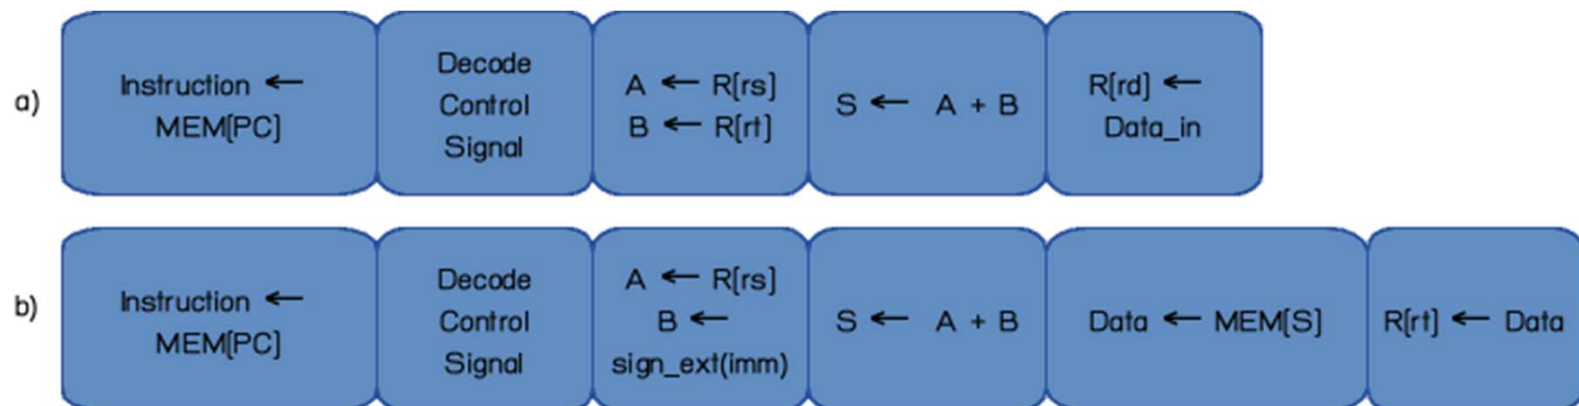 a)
Instruction ←
MEM[PC]
Decode
Control
Signal
A ← R[rs]
B ← R[rt]
S ← A + B
R[rd] ←
Data_in
b)
Instruction ←
MEM[PC]
Decode
Control
Signal
A ← R[rs]
B ←
sign_ext(imm)
S ← A + B
Data ← MEM[S]
R[rt] ← Data